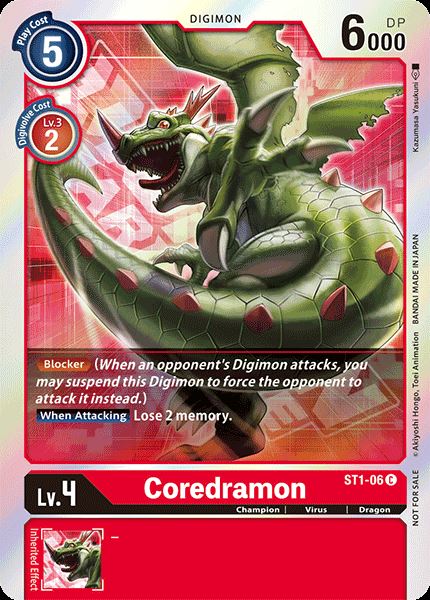 DIGIMON
Play Cost
5
6000
DP
Digivolve Cost
Lv.3
2
Kazumasa Yasukuni
© Akiyoshi Hongo, Toei Animation BANDAI MADE IN JAPAN
Blocker (When an opponent's Digimon attacks, you
may suspend this Digimon to force the opponent to
attack it instead.)
When Attacking Lose 2 memory.
Lv.4
Coredramon
ST1-06 C
Champion | Virus | Dragon
NOT FOR SALE
Inherited Effect
–